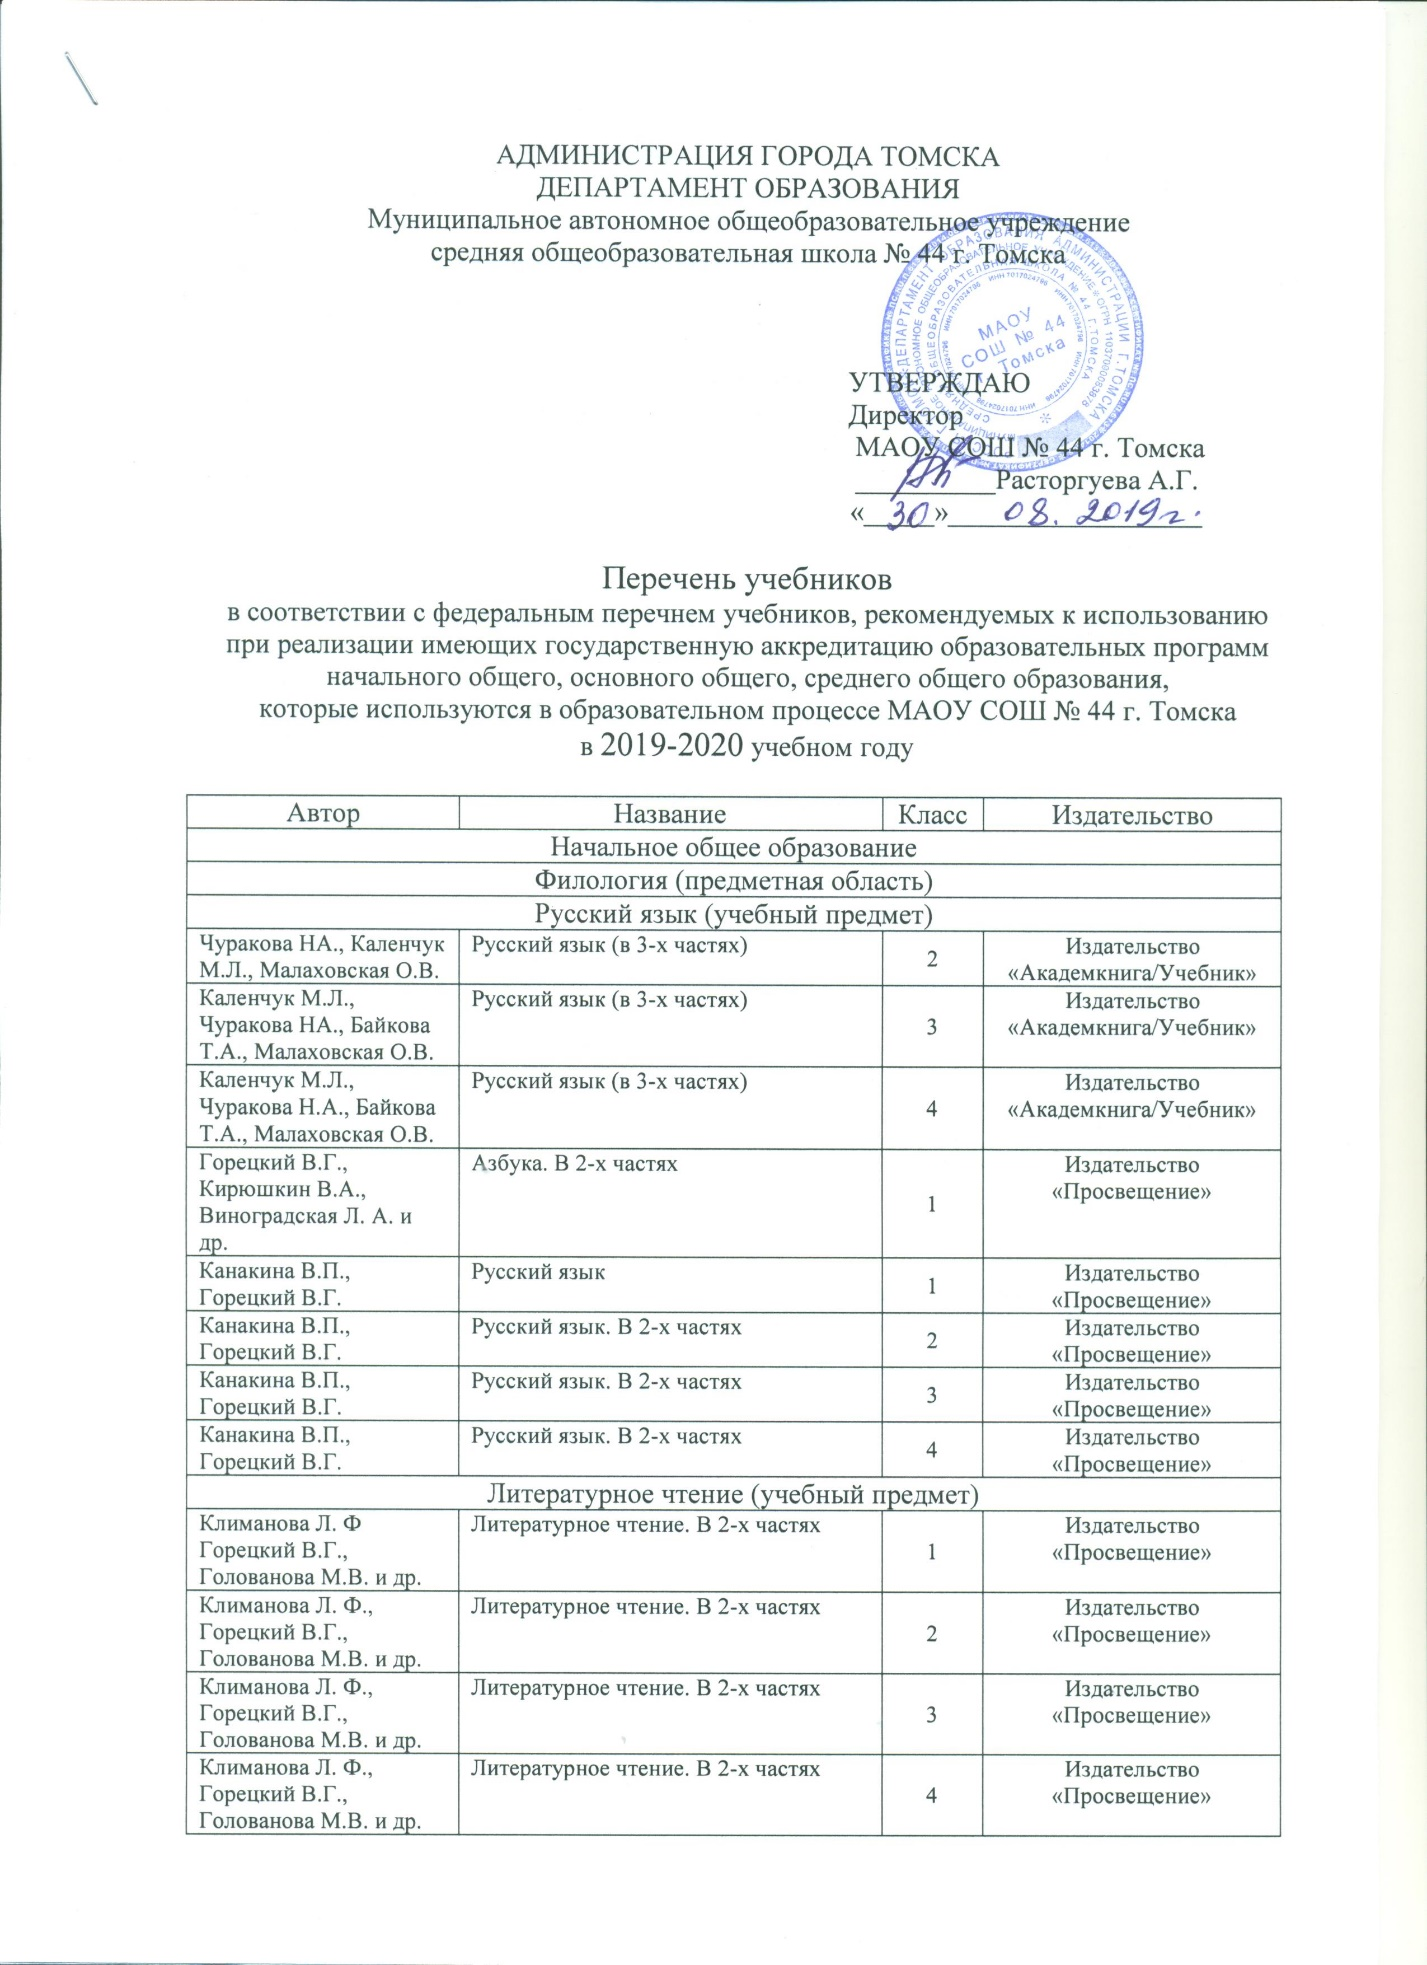 АДМИНИСТРАЦИЯ ГОРОДА ТОМСКА
ДЕПАРТАМЕНТ ОБРАЗОВАНИЯ
Муниципальное автономное общеобразовательное учреждение
средняя общеобразовательная школа № 44 г. Томска
МАОУ
СОШ № 44
г. Томска
УТВЕРЖДАЮ
Директор
МАОУ СОШ № 44 г. Томска
__________Расторгуева А.Г.
«_30_»____08. 2019г.____
Перечень учебников
в соответствии с федеральным перечнем учебников, рекомендуемых к использованию
при реализации имеющих государственную аккредитацию образовательных программ
начального общего, основного общего, среднего общего образования,
которые используются в образовательном процессе МАОУ СОШ № 44 г. Томска
в 2019-2020 учебном году
Автор Название Класс Издательство
Начальное общее образование
Филология (предметная область)
Русский язык (учебный предмет)
Чуракова НА., Каленчук Русский язык (в 3-х частях) 2 Издательство
М.Л., Малаховская О.В. «Академкнига/Учебник»
Каленчук М.Л., Русский язык (в 3-х частях) Издательство
Чуракова НА., Байкова 3 «Академкнига/Учебник»
Т.А., Малаховская О.В.
Каленчук М.Л., Русский язык (в 3-х частях) Издательство
Чуракова Н.А., Байкова 4 «Академкнига/Учебник»
Т.А., Малаховская О.В.
Горецкий В.Г., Азбука. В 2-х частях Издательство
Кирюшкин В.А., 1 «Просвещение»
Виноградская Л. А. и
др.
Канакина В.П., Русский язык 1 Издательство
Горецкий В.Г. «Просвещение»
Канакина В.П., Русский язык. В 2-х частях 2 Издательство
Горецкий В.Г. «Просвещение»
Канакина В.П., Русский язык. В 2-х частях 3 Издательство
Горецкий В.Г. «Просвещение»
Канакина В.П., Русский язык. В 2-х частях 4 Издательство
Горецкий В.Г. «Просвещение»
Литературное чтение (учебный предмет)
Климанова Л. Ф Литературное чтение. В 2-х частях Издательство
Горецкий В.Г., 1 «Просвещение»
Голованова М.В. и др.
Климанова Л. Ф., Литературное чтение. В 2-х частях Издательство
Горецкий В.Г., 2 «Просвещение»
Голованова М.В. и др.
Климанова Л. Ф., Литературное чтение. В 2-х частях Издательство
Горецкий В.Г., 3 «Просвещение»
Голованова М.В. и др.
Климанова Л. Ф., Литературное чтение. В 2-х частях Издательство
Горецкий В.Г., 4 «Просвещение»
Голованова М.В. и др.